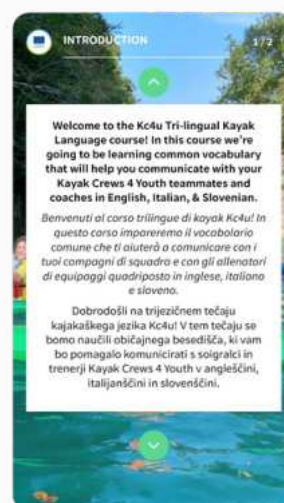 INTRODUCTION
1/2
Welcome to the Kc4u Tri-lingual Kayak
Language course! In this course we're
going to be learning common vocabulary
that will help you communicate with your
Kayak Crews 4 Youth teammates and
coaches in English, Italian, & Slovenian.
Benvenuti al corso trilingue di kayak Kc4u! In
questo corso impareremo il vocabolario
comune che ti aiuterà a comunicare con i
tuoi compagni di squadra e con gli allenatori
di equipaggi quadriposto in inglese, italiano
e sloveno.
Dobrodošli na trijezičnem tečaju
kajakaškega jezika Kc4u! V tem tečaju se
bomo naučili običajnega besedišča, ki vam
bo pomagalo komunicirati s soigralci in
trenerji Kayak Crews 4 Youth v angleščini,
italijanščini in slovenščini.